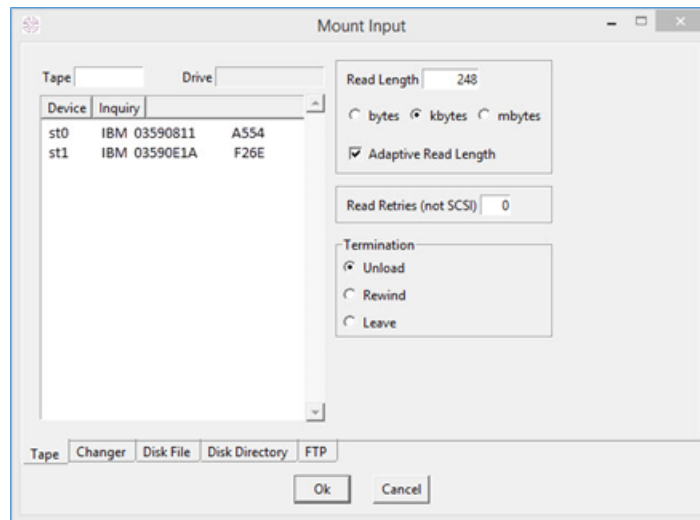 Mount Input
Tape
Drive
Device Inquiry
st0 IBM 03590811 A554
st1 IBM 03590E1A F26E
Read Length 248
bytes kbytes mbytes
Adaptive Read Length
Read Retries (not SCSI) 0
Termination
Unload
Rewind
Leave
Tape Changer Disk File Disk Directory FTP
Ok Cancel